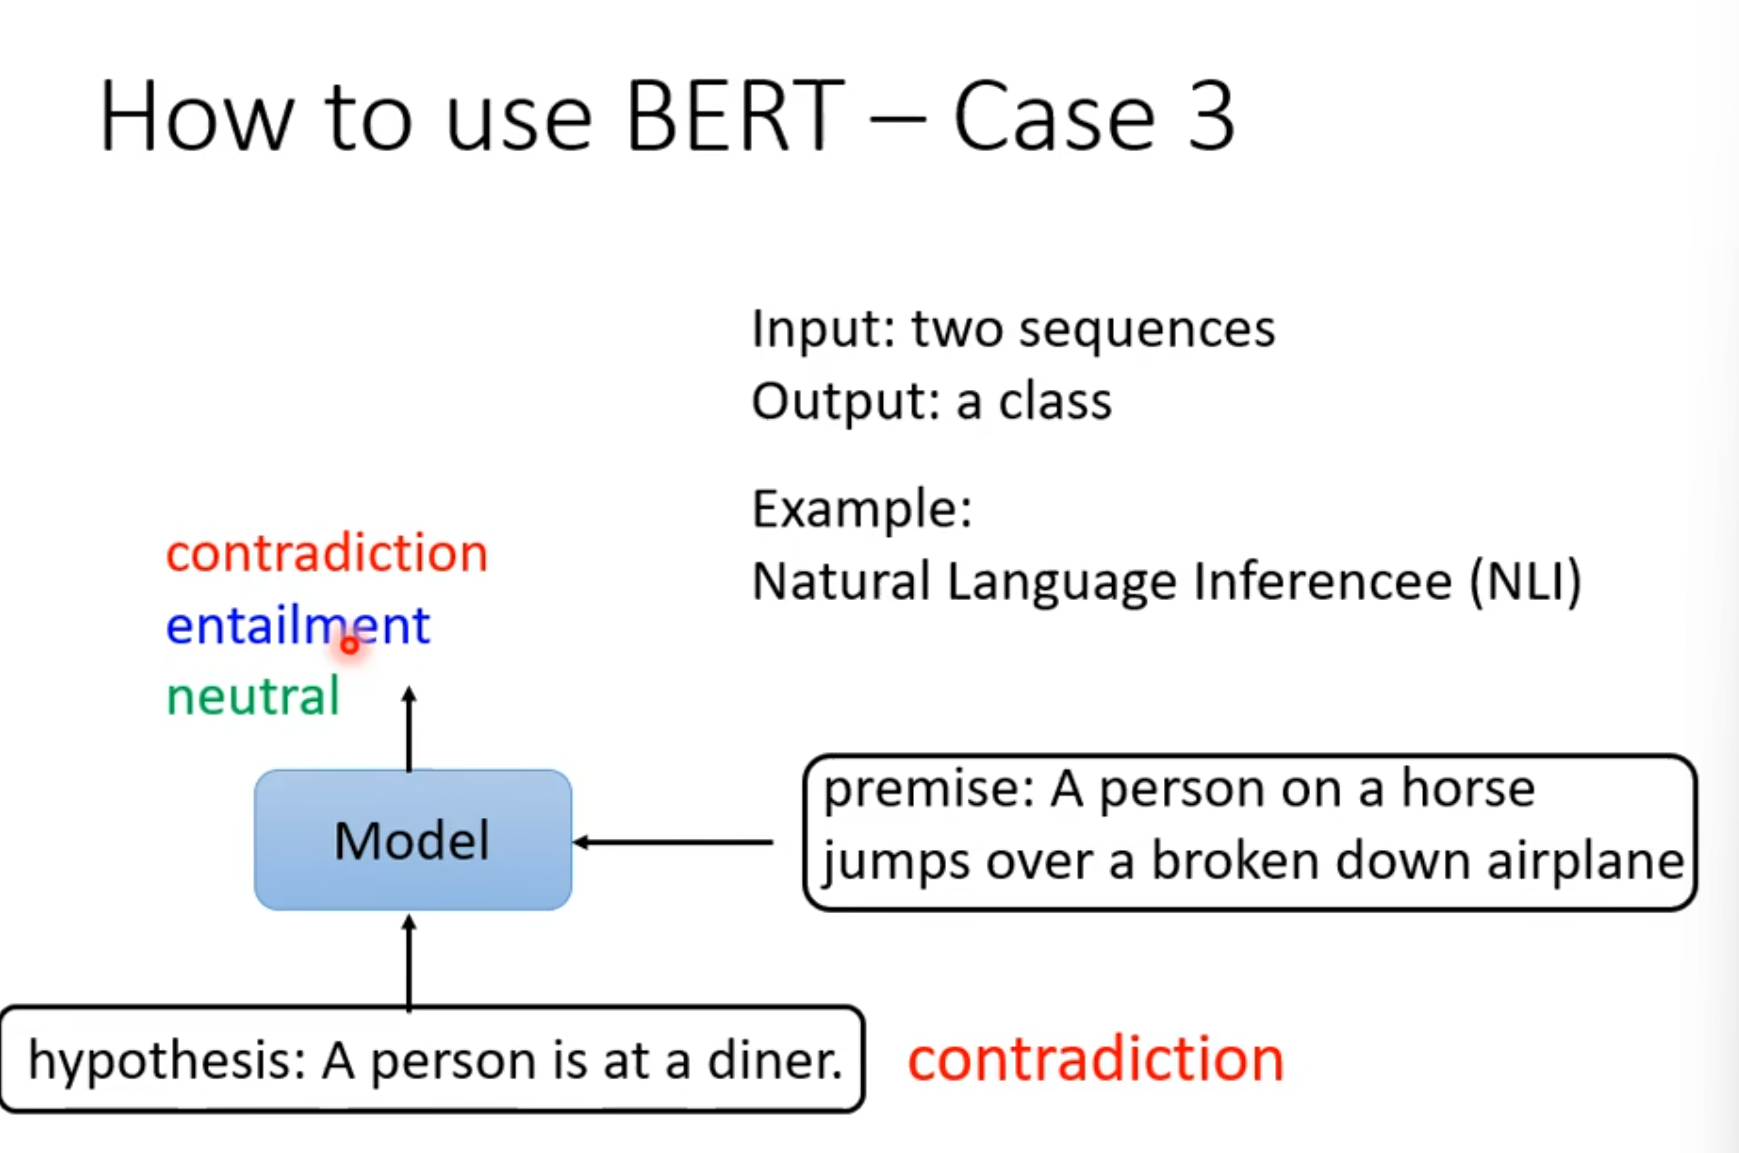 How to use BERT – Case 3
Input: two sequences
Output: a class
Example:
Natural Language Inferencee (NLI)
contradiction
entailment
neutral
Model
premise: A person on a horse
jumps over a broken down airplane
hypothesis: A person is at a diner.
contradiction